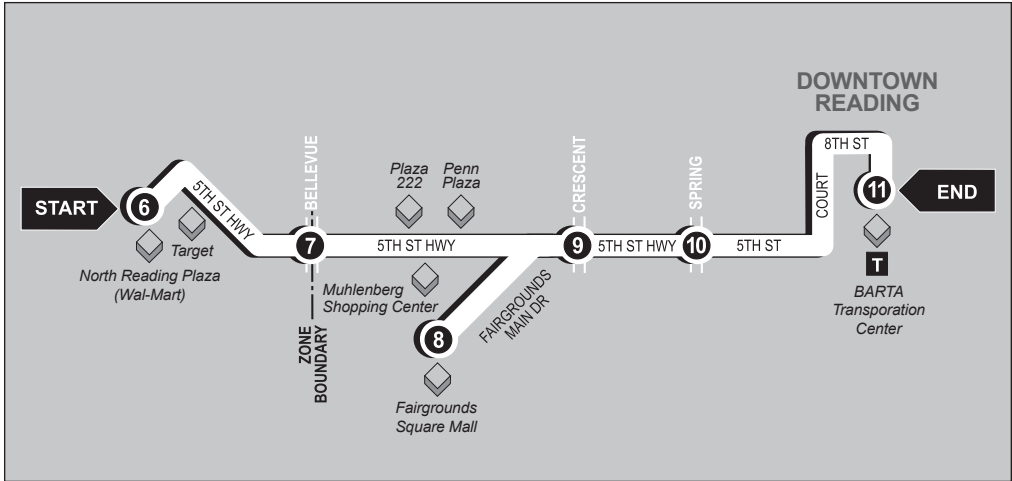 DOWNTOWN
READING
8TH ST
START
6
5TH ST HWY
Target
North Reading Plaza
(Wal-Mart)
BELLEVUE
7
ZONE
BOUNDARY
Plaza
222
Penn
Plaza
5TH ST HWY
Muhlenberg
Shopping Center
8
Fairgrounds
Square Mall
FAIRGROUNDS
MAIN DR
CRESCENT
9
5TH ST HWY
SPRING
10
5TH ST
COURT
11
END
T
BARTA
Transporation
Center